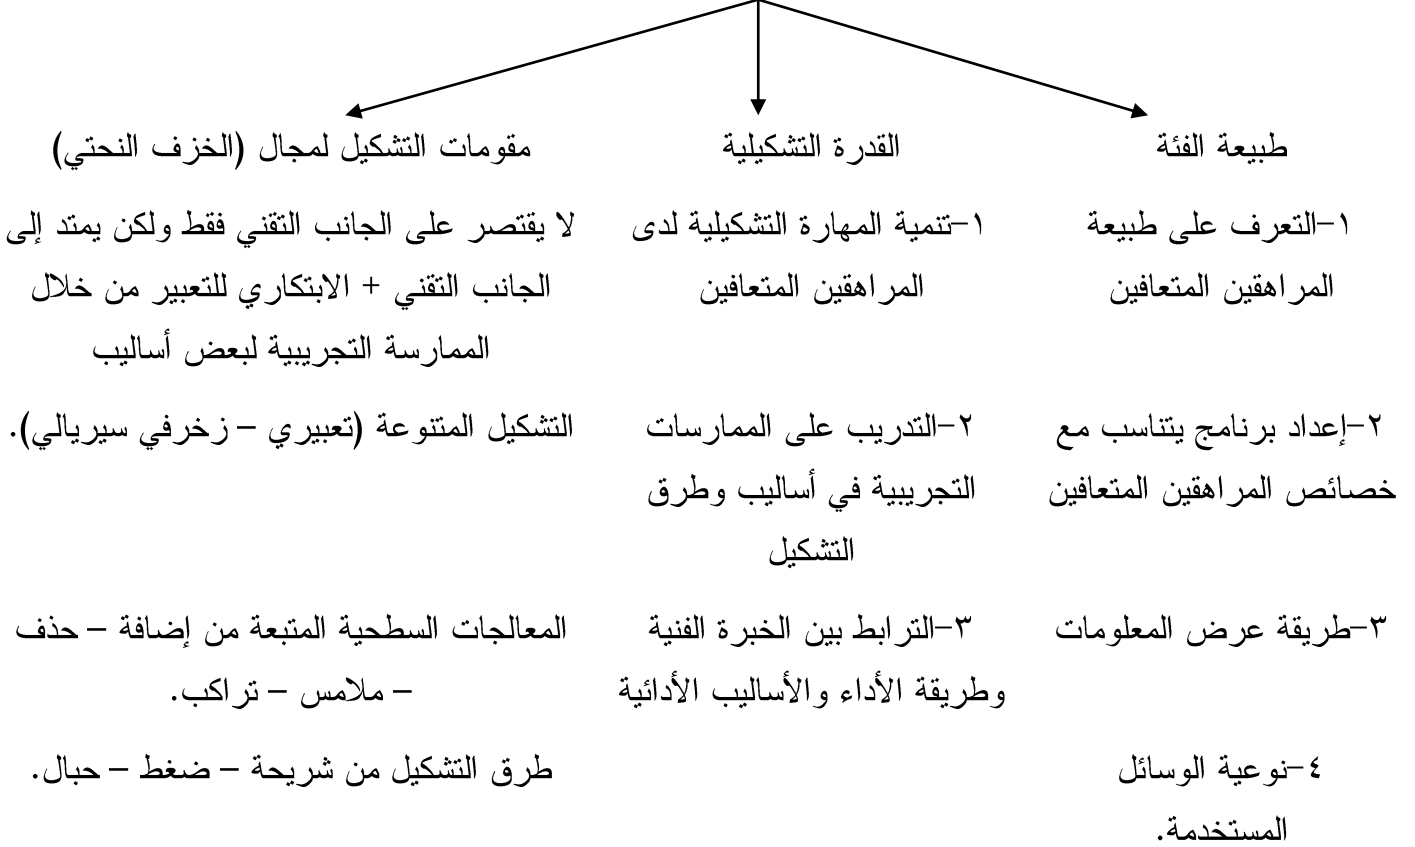 طبيعة الفئة
١-التعرف على طبيعة
المراهقين المتعافين
٢-إعداد برنامج يتناسب مع
خصائص المراهقين المتعافين
٣-طريقة عرض المعلومات
٤-نوعية الوسائل
المستخدمة.
القدرة التشكيلية
١-تنمية المهارة التشكيلية لدى
المراهقين المتعافين
٢-التدريب على الممارسات
التجريبية في أساليب وطرق
التشكيل
٣-الترابط بين الخبرة الفنية
وطريقة الأداء والأساليب الأدائية
مقومات التشكيل لمجال (الخزف النحتي)
لا يقتصر على الجانب التقني فقط ولكن يمتد إلى
الجانب التقني + الابتكاري للتعبير من خلال
الممارسة التجريبية لبعض أساليب
التشكيل المتنوعة (تعبيري – زخرفي سيريالي).
المعالجات السطحية المتبعة من إضافة – حذف
– ملامس – تراكب.
طرق التشكيل من شريحة – ضغط – حبال.